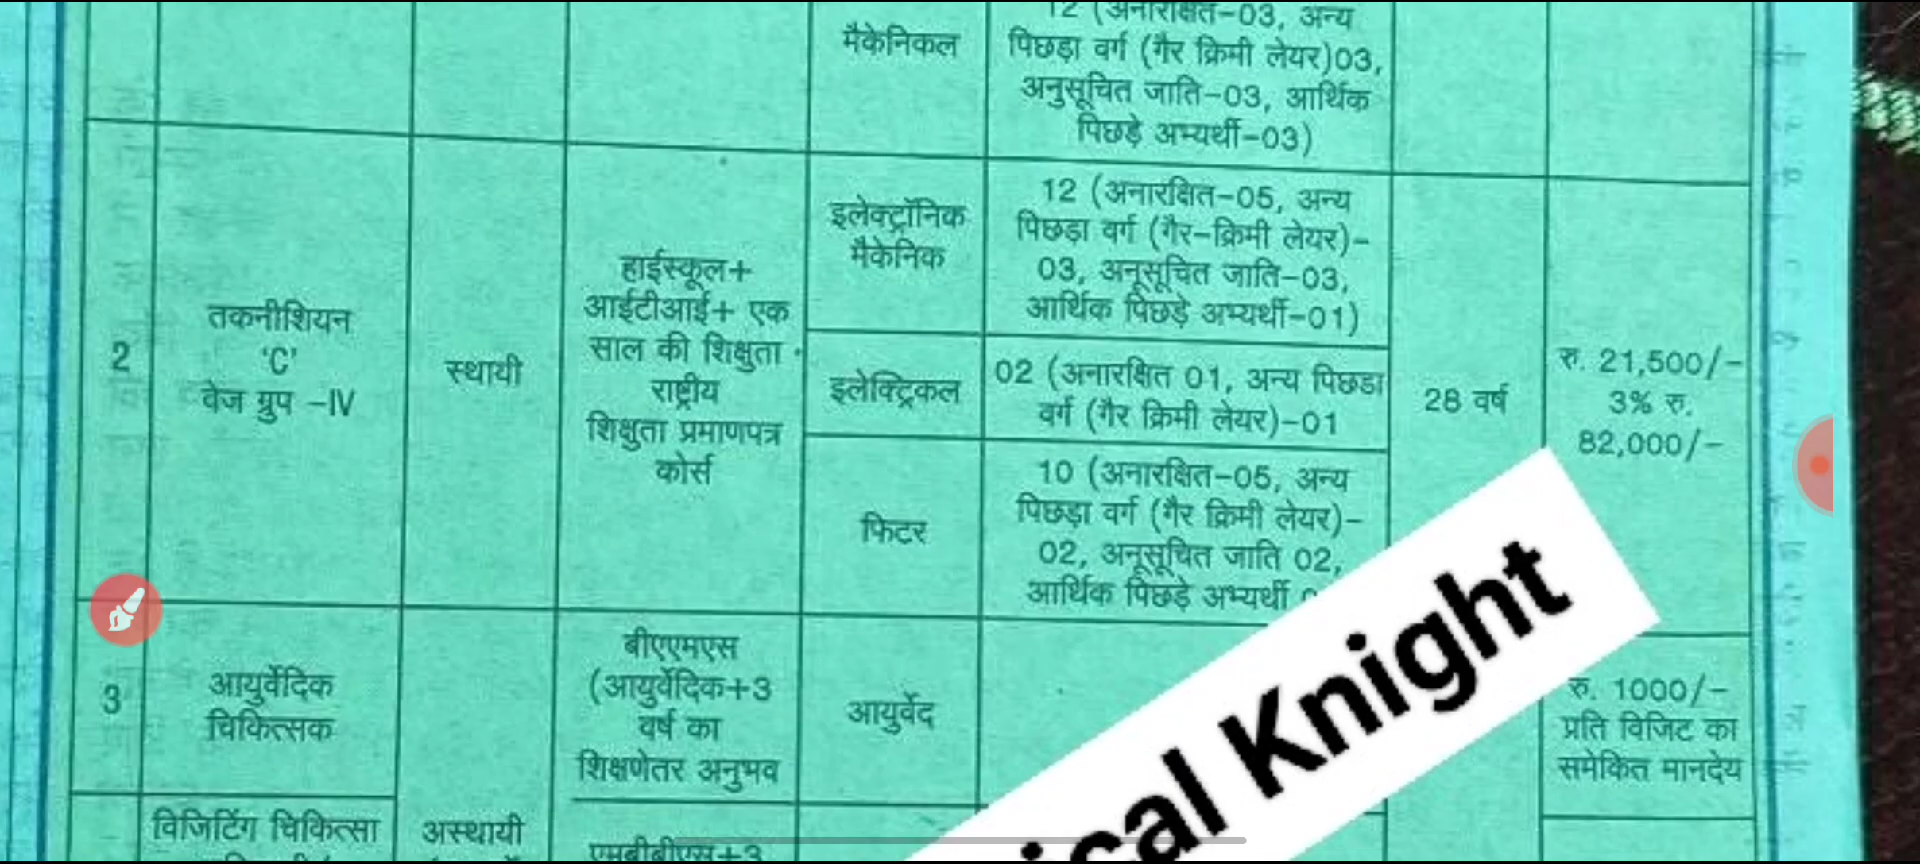 मैकेनिकल
12 (अनारक्षित-03, अन्य
पिछड़ा वर्ग (गैर क्रिमी लेयर)03,
अनुसूचित जाति-03, आर्थिक
पिछड़े अभ्यर्थी-03)
2
तकनीशियन
'C'
वेज ग्रुप -IV
स्थायी
हाईस्कूल+
आईटीआई+ एक
साल की शिक्षुता
राष्ट्रीय
शिक्षुता प्रमाणपत्र
कोर्स
इलेक्ट्रॉनिक
मैकेनिक
12 (अनारक्षित-05, अन्य
पिछड़ा वर्ग (गैर-क्रिमी लेयर)-
03, अनूसूचित जाति-03,
आर्थिक पिछड़े अभ्यर्थी-01)
इलेक्ट्रिकल
02 (अनारक्षित 01, अन्य पिछडा
वर्ग (गैर क्रिमी लेयर)-01
फिटर
10 (अनारक्षित-05, अन्य
पिछड़ा वर्ग (गैर क्रिमी लेयर)-
02, अनूसूचित जाति 02,
आर्थिक पिछड़े अभ्यर्थी
28 वर्ष
रु. 21,500/-
3% रु.
82,000/-
3
आयुर्वेदिक
चिकित्सक
बीएएमएस
(आयुर्वेदिक+3
वर्ष का
शिक्षणेतर अनुभव
आयुर्वेद
रु. 1000/-
प्रति विजिट का
समेकित मानदेय
विजिटिंग चिकित्सा
अस्थायी
एमबीबीएस+3
ical Knight